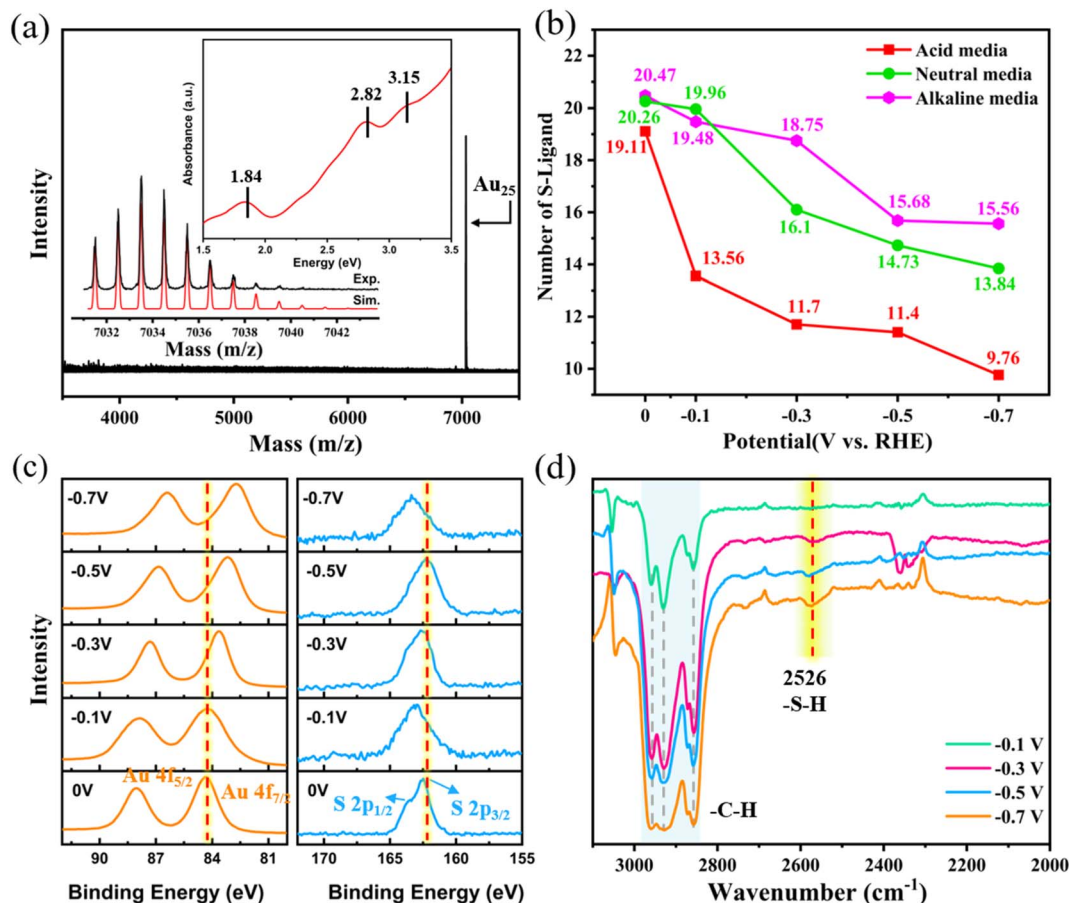 (a)
Intensity
Absorbance (a.u.)
1.84
2.82
3.15
1.5 2.0 2.5 3.0 3.5
Energy (eV)
Au25
Exp.
Sim.
7032 7034 7036 7038 7040 7042
Mass (m/z)
4000 5000 6000 7000
Mass (m/z)
(b)
Number of S-Ligand
22
20
18
16
14
12
10
Acid media
Neutral media
Alkaline media
20.47
20.26
19.11
19.96
19.48
18.75
15.68
15.56
16.1
14.73
13.84
13.56
11.7
11.4
9.76
0 -0.1 -0.3 -0.5 -0.7
Potential(V vs. RHE)
(c)
Intensity
-0.7V
-0.5V
-0.3V
-0.1V
0V
Au 4f5/2
Au 4f7/2
90 87 84 81
Binding Energy (eV)
-0.7V
-0.5V
-0.3V
-0.1V
0V
S 2p1/2
S 2p3/2
170 165 160 155
Binding Energy (eV)
(d)
2526
-S-H
-C-H
-0.1 V
-0.3 V
-0.5 V
-0.7 V
3000 2800 2600 2400 2200 2000
Wavenumber (cm-1)